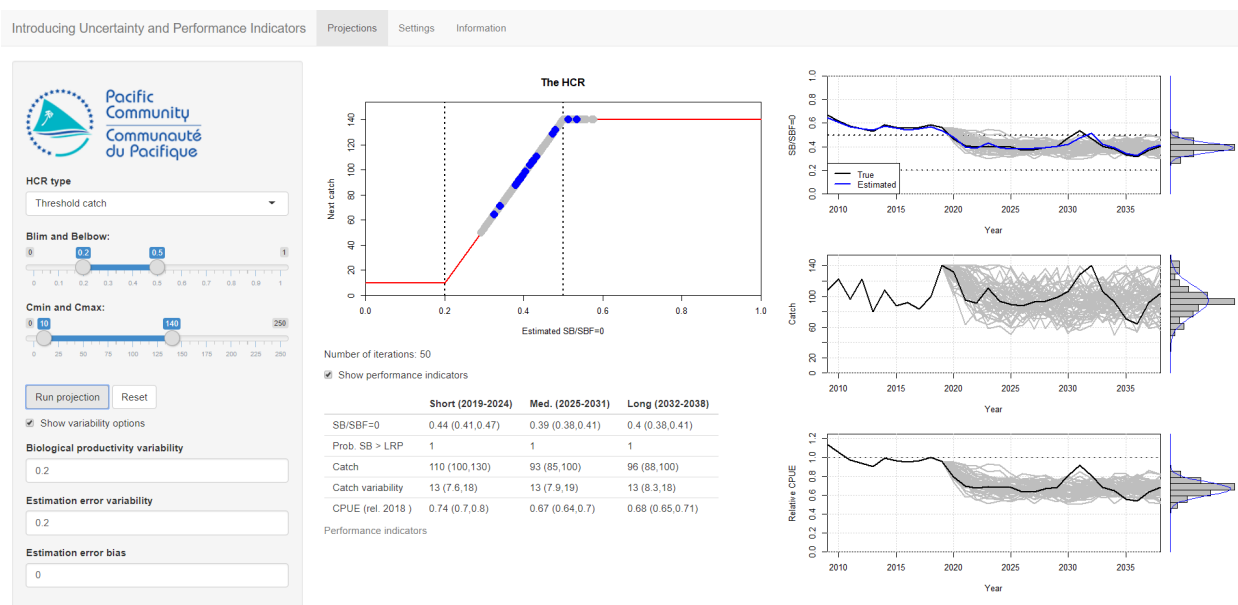 Introducing Uncertainty and Performance Indicators Projections Settings Information
Pacific
Community
Communauté
du Pacifique
HCR type
Threshold catch
Blim and Belbow:
0 0.2 0.5 1
0 0.1 0.2 0.3 0.4 0.5 0.6 0.7 0.8 0.9 1
Cmin and Cmax:
0 10 140 250
0 25 50 75 100 125 150 175 200 225 250
Run projection Reset
Show variability options
Biological productivity variability
0.2
Estimation error variability
0.2
Estimation error bias
0
The HCR
Next catch
0 20 40 60 80 100 120 140
0.0 0.2 0.4 0.6 0.8 1.0
Estimated SB/SBF=0
Number of iterations: 50
Show performance indicators
Short (2019-2024) Med. (2025-2031) Long (2032-2038)
SB/SBF=0 0.44 (0.41,0.47) 0.39 (0.38,0.41) 0.4 (0.38,0.41)
Prob. SB > LRP 1 1 1
Catch 110 (100,130) 93 (85,100) 96 (88,100)
Catch variability 13 (7.6,18) 13 (7.9,19) 13 (8.3,18)
CPUE (rel. 2018 ) 0.74 (0.7,0.8) 0.67 (0.64,0.7) 0.68 (0.65,0.71)
Performance indicators
SB/SBF=0
0.0 0.2 0.4 0.6 0.8 1.0
True
Estimated
2010 2015 2020 2025 2030 2035
Year
Catch
0 20 60 100 140
2010 2015 2020 2025 2030 2035
Year
Relative CPUE
0.0 0.2 0.4 0.6 0.8 1.0 1.2
2010 2015 2020 2025 2030 2035
Year